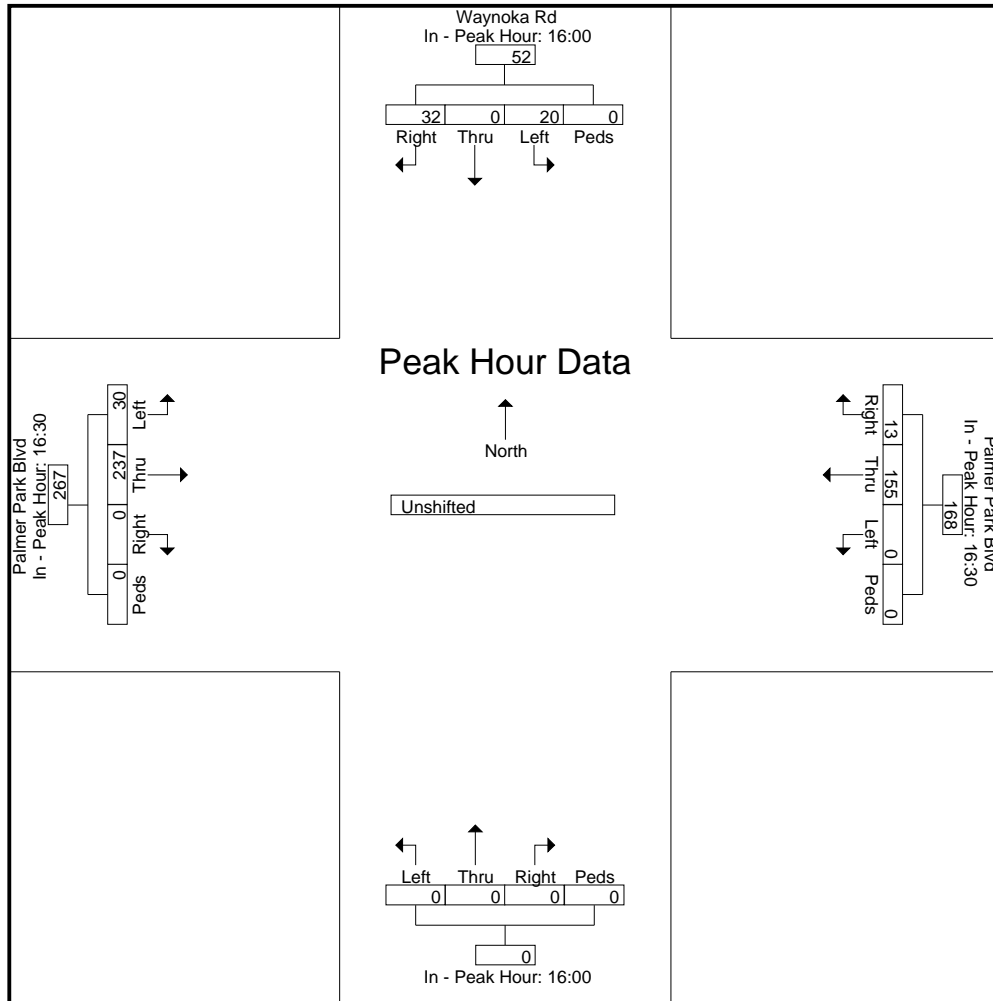 Waynoka Rd
In - Peak Hour: 16:00
52
32 0 20 0
Right Thru Left Peds
Peak Hour Data
North
Unshifted
Palmer Park Blvd
In - Peak Hour: 16:30
267
30 237 0 0
Left Thru Right Peds
Palmer Park Blvd
In - Peak Hour: 16:30
168
13 155 0 0
Right Thru Left Peds
Left Thru Right Peds
0 0 0 0
0
In - Peak Hour: 16:00